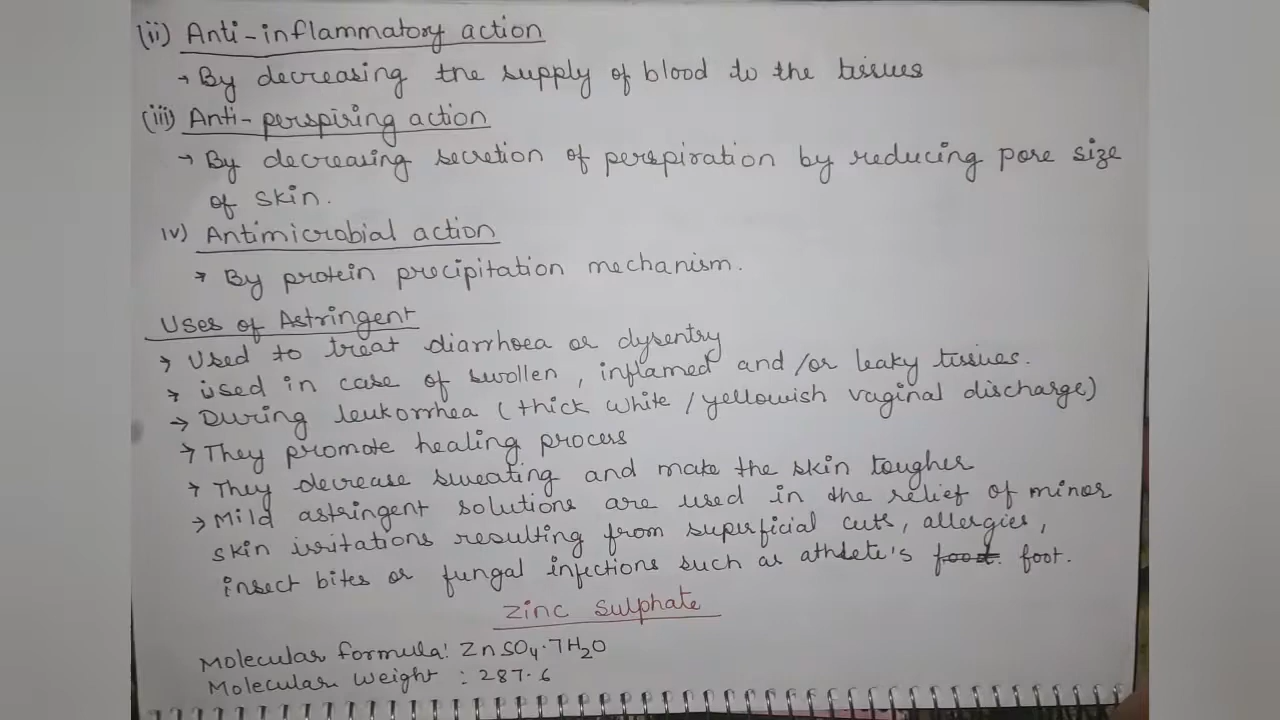 (ii) Anti-inflammatory action
→ By decreasing the supply of blood to the tissues
(iii) Anti-perspiring action
→ By decreasing secretion of perspiration by reducing pore size
of skin.
iv) Antimicrobial action
→ By protein precipitation mechanism.
Uses of Astringent
→ Used to treat diarrhoea or dysentry
→ Used in case of swollen, inflamed and /or leaky tissues.
→ During leukorrhea (thick white / yellowish vaginal discharge)
→ They promote healing process
→ They decrease sweating and make the skin tougher
→ Mild astringent solutions are used in the relief of minor
skin irritations resulting from superficial cuts, allergies,
insect bites or fungal infections such as athlete's foot. foot.
Zinc Sulphate
Molecular formula: ZnSO₄·7H₂O
Molecular weight : 287.6